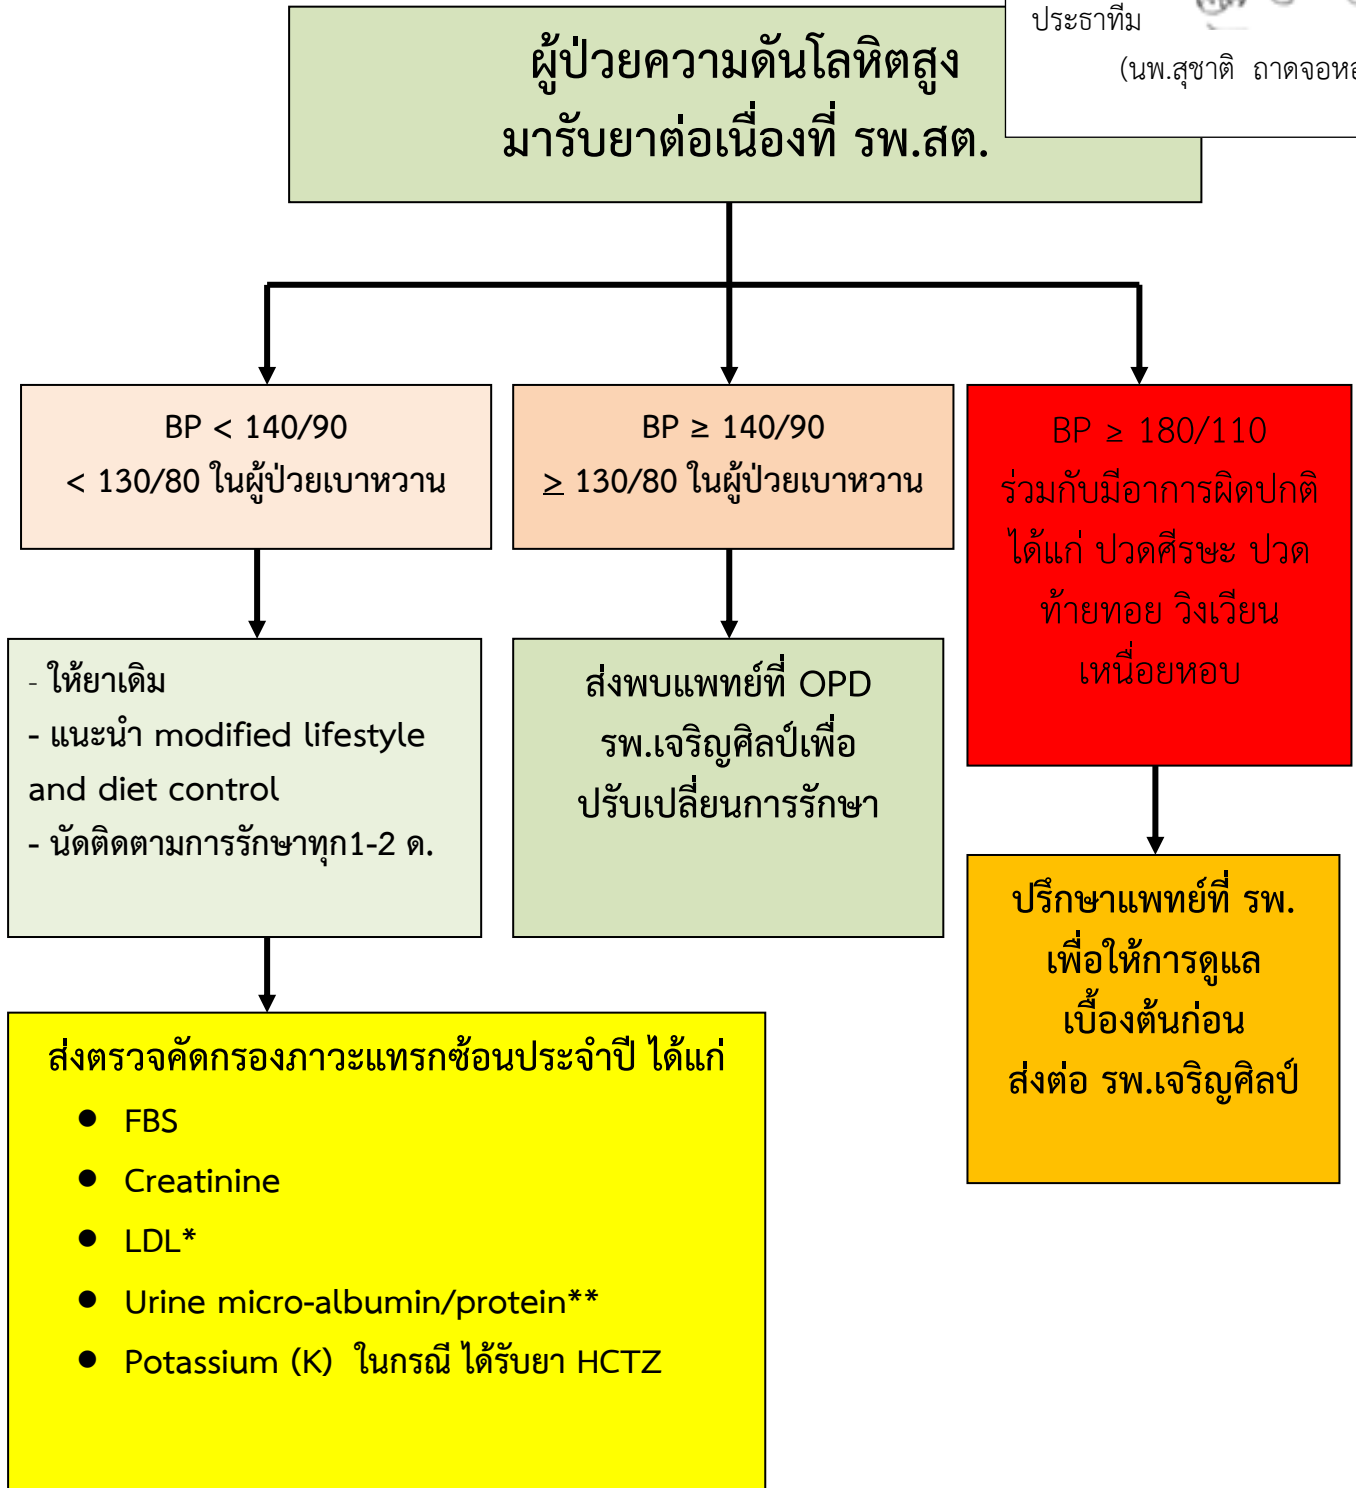 ประธาทีม
(นพ.สุชาติ ถาดจอหอ
ผู้ป่วยความดันโลหิตสูง
มารับยาต่อเนื่องที่ รพ.สต.
BP < 140/90
< 130/80 ในผู้ป่วยเบาหวาน
BP ≥ 140/90
≥ 130/80 ในผู้ป่วยเบาหวาน
BP ≥ 180/110
ร่วมกับมีอาการผิดปกติ
ได้แก่ ปวดศีรษะ ปวด
ท้ายทอย วิงเวียน
เหนื่อยหอบ
- ให้ยาเดิม
- แนะนำ modified lifestyle
and diet control
- นัดติดตามการรักษาทุก1-2 ด.
ส่งพบแพทย์ที่ OPD
รพ.เจริญศิลป์เพื่อ
ปรับเปลี่ยนการรักษา
ปรึกษาแพทย์ที่ รพ.
เพื่อให้การดูแล
เบื้องต้นก่อน
ส่งต่อ รพ.เจริญศิลป์
ส่งตรวจคัดกรองภาวะแทรกซ้อนประจำปี ได้แก่
● FBS
● Creatinine
● LDL*
● Urine micro-albumin/protein**
● Potassium (K) ในกรณี ได้รับยา HCTZ